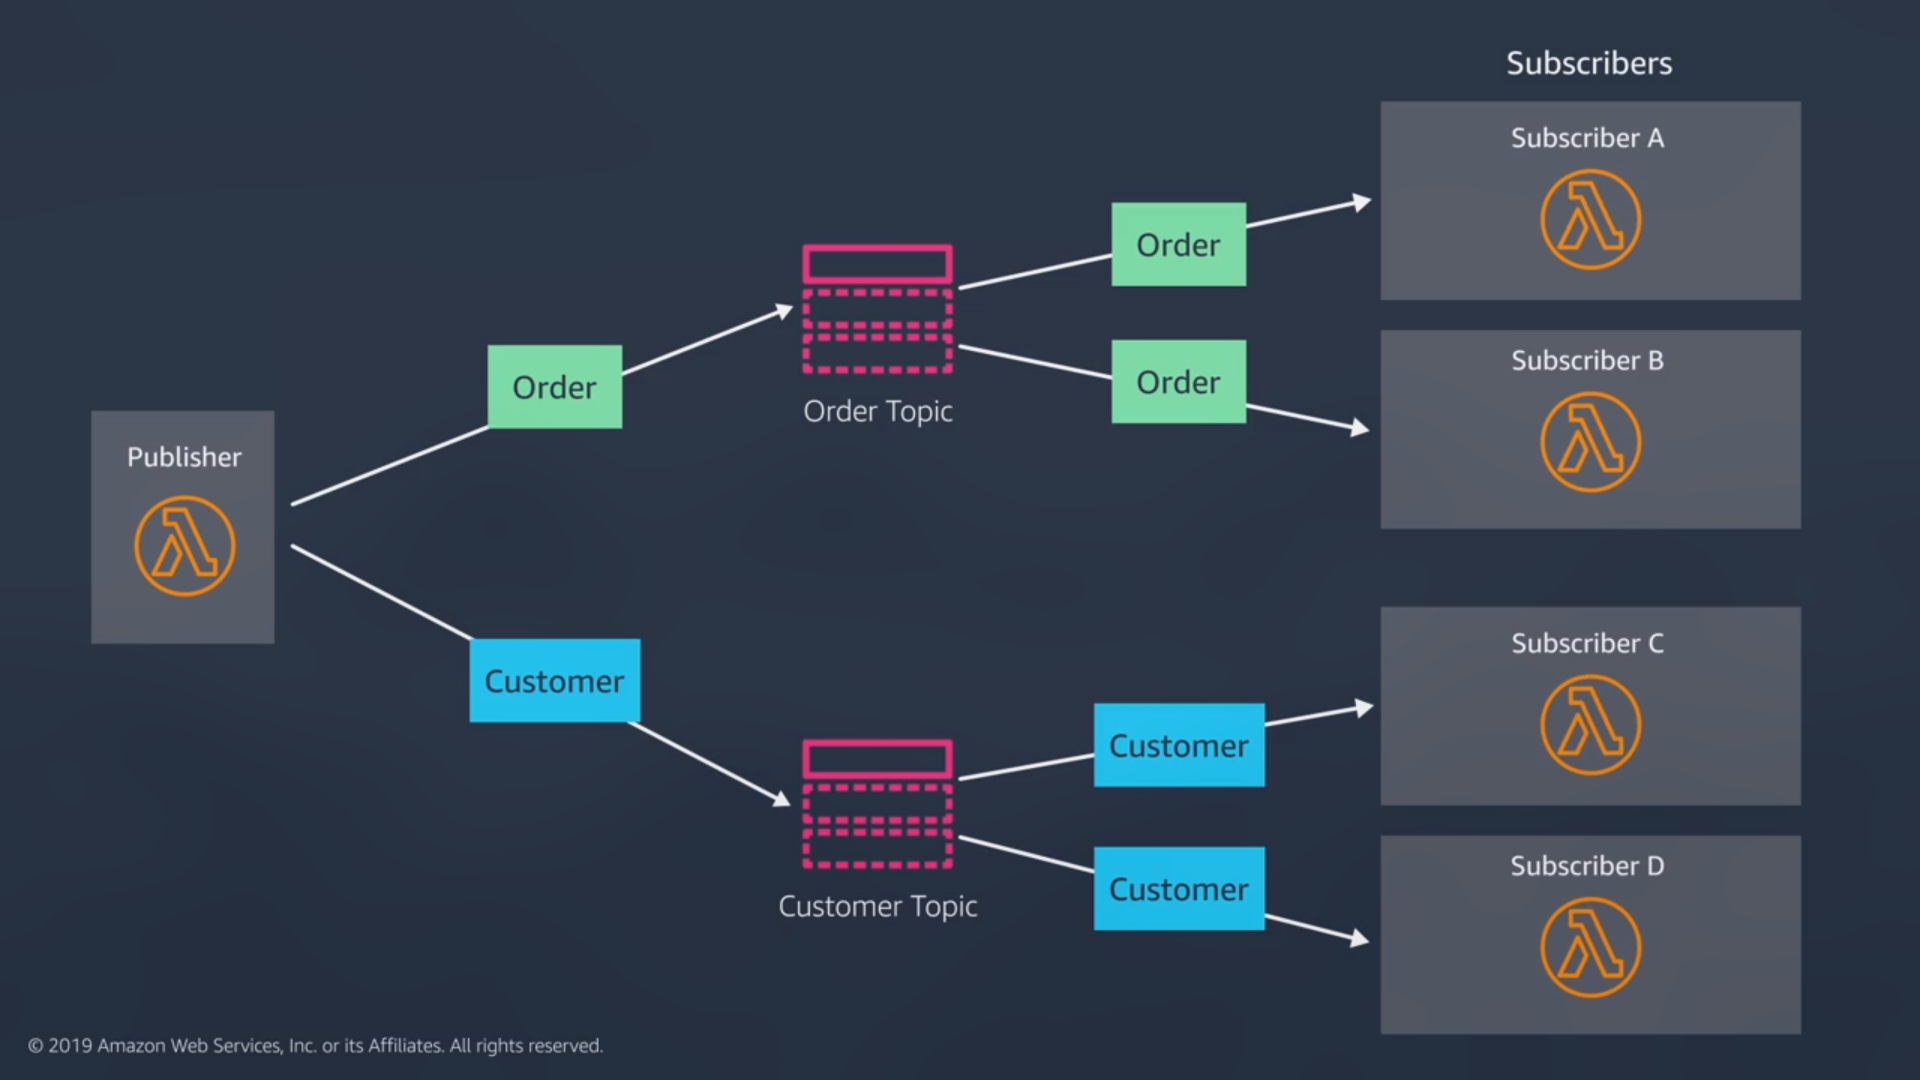 Subscribers
Publisher
Order
Customer
Order Topic
Customer Topic
Order
Order
Customer
Customer
Subscriber A
Subscriber B
Subscriber C
Subscriber D
© 2019 Amazon Web Services, Inc. or its Affiliates. All rights reserved.